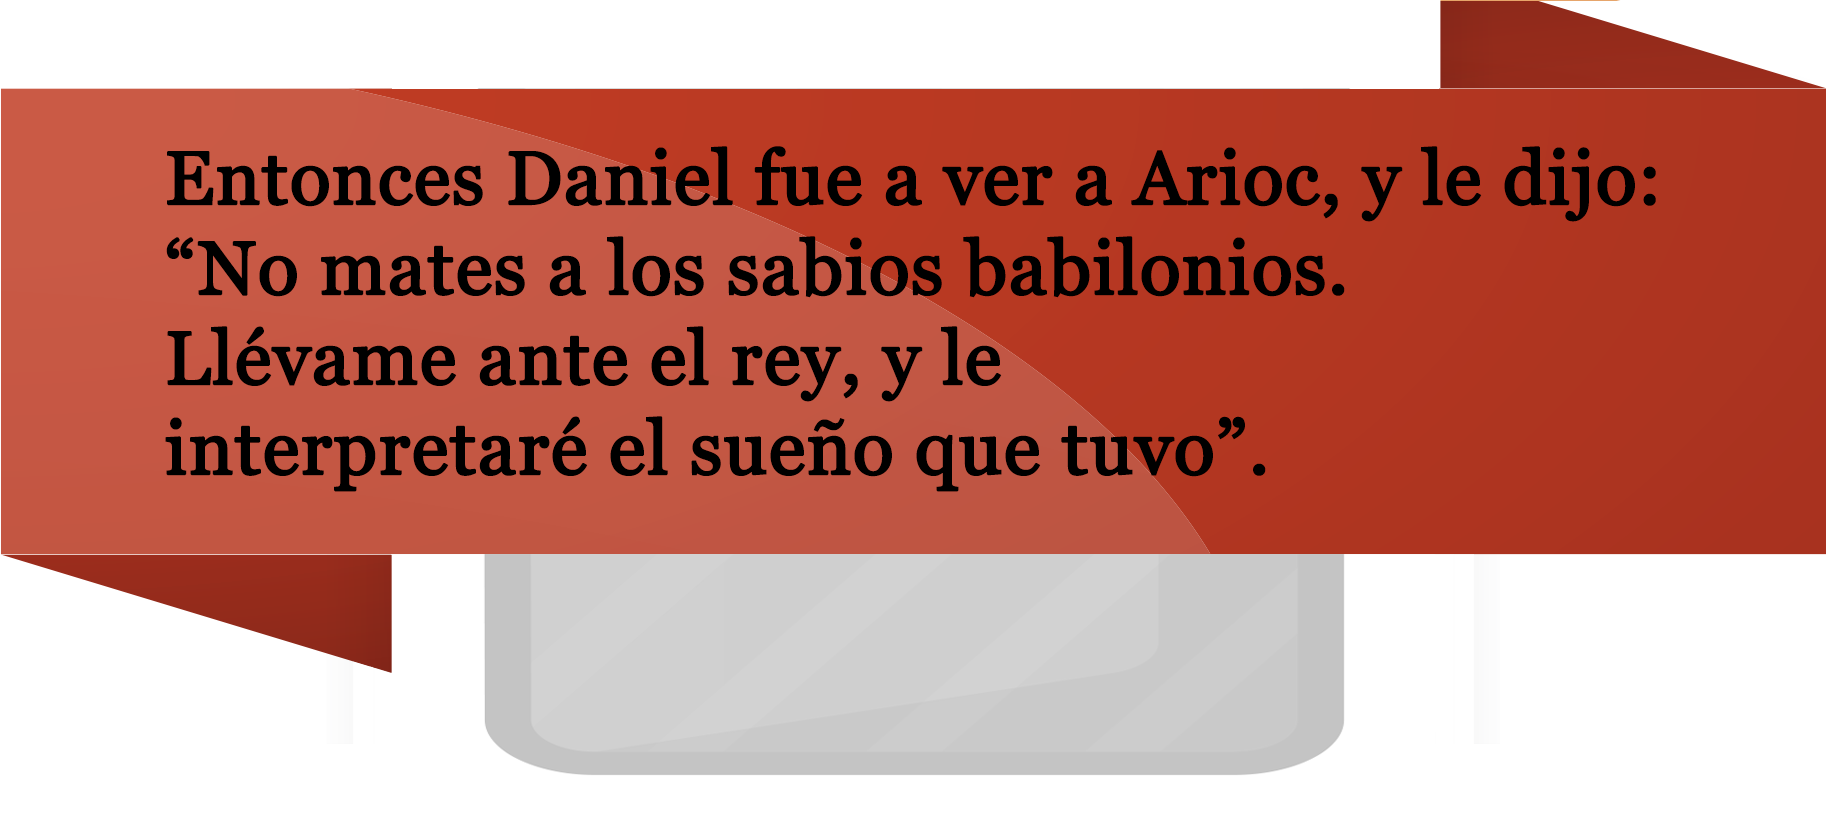 Entonces Daniel fue a ver a Arioc, y le dijo:
“No mates a los sabios babilonios.
Llévame ante el rey, y le
interpretaré el sueño que tuvo”.